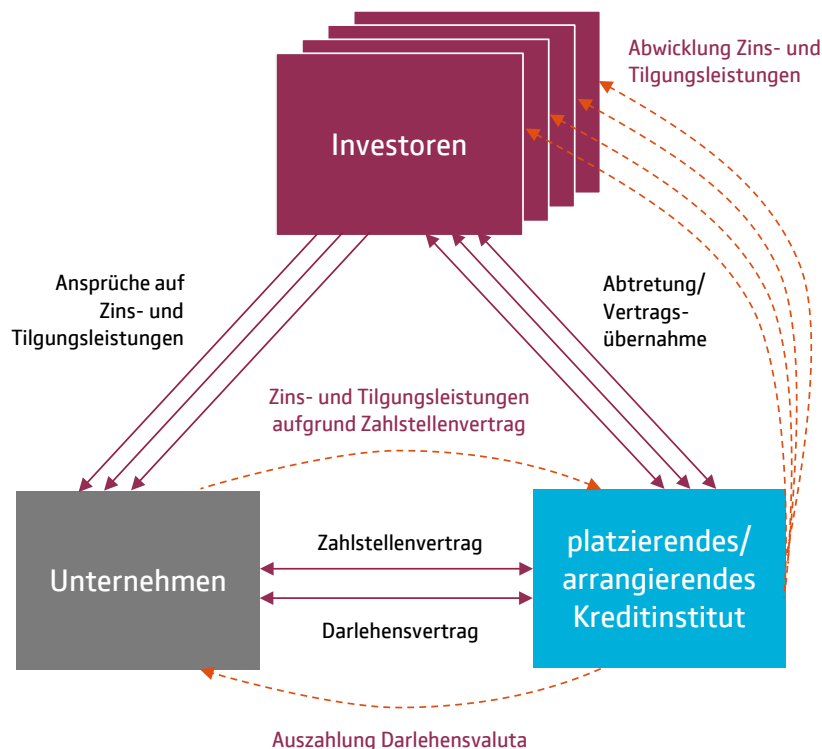 Abwicklung Zins- und
Tilgungsleistungen
Investoren
Ansprüche auf
Zins- und
Tilgungsleistungen
Abtretung/
Vertrags-
übernahme
Zins- und Tilgungsleistungen
aufgrund Zahlstellenvertrag
Unternehmen
Zahlstellenvertrag
Darlehensvertrag
platzierendes/
arrangierendes
Kreditinstitut
Auszahlung Darlehensvaluta